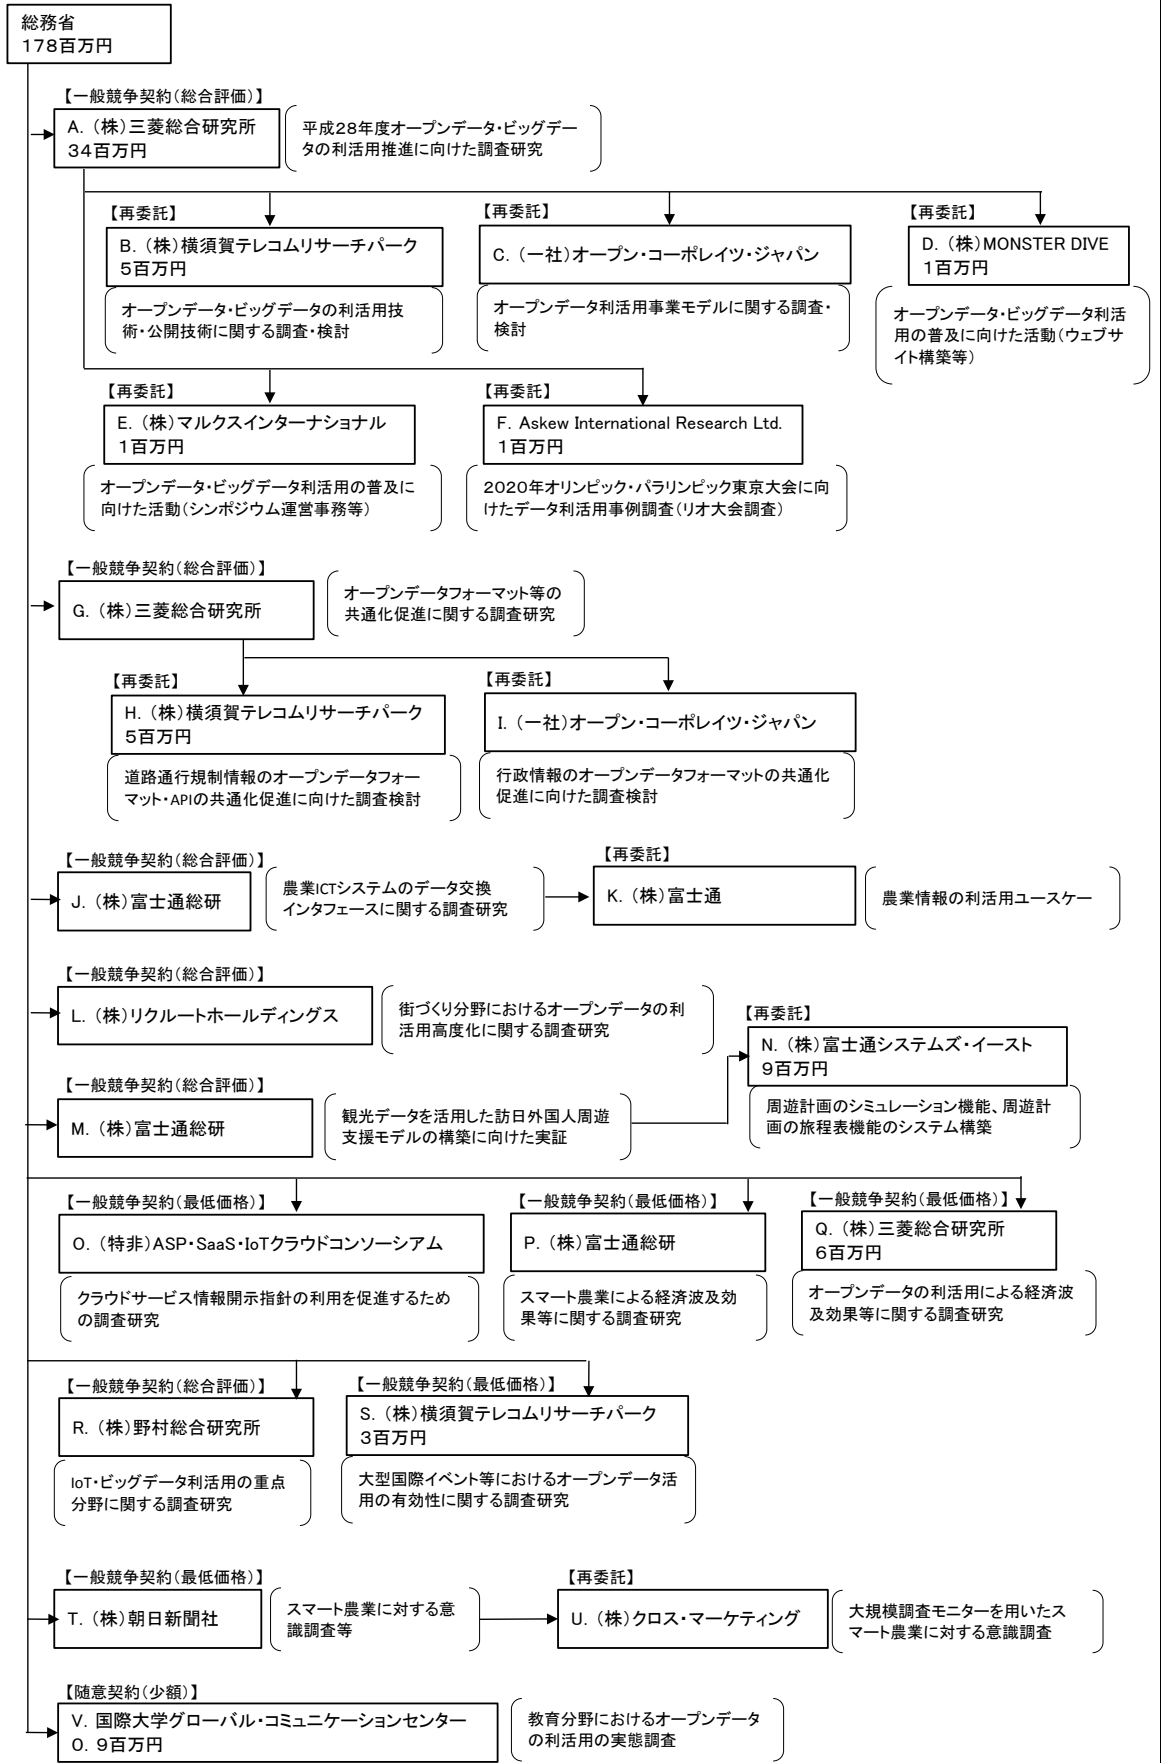 総務省
178百万円
【一般競争契約(総合評価)】
A. (株)三菱総合研究所
34百万円
平成28年度オープンデータ・ビッグデー
タの利活用推進に向けた調査研究
【再委託】
B. (株)横須賀テレコムリサーチパーク
5百万円
オープンデータ・ビッグデータの利活用技
術・公開技術に関する調査・検討
【再委託】
C. (一社)オープン・コーポレイツ・ジャパン
オープンデータ利活用事業モデルに関する調査・
検討
【再委託】
D. (株)MONSTER DIVE
1百万円
オープンデータ・ビッグデータ利活
用の普及に向けた活動(ウェブサ
イト構築等)
【再委託】
E. (株)マルクスインターナショナル
1百万円
オープンデータ・ビッグデータ利活用の普及に
向けた活動(シンポジウム運営事務等)
【再委託】
F. Askew International Research Ltd.
1百万円
2020年オリンピック・パラリンピック東京大会に向
けたデータ利活用事例調査(リオ大会調査)
【一般競争契約(総合評価)】
G. (株)三菱総合研究所
オープンデータフォーマット等の
共通化促進に関する調査研究
【再委託】
H. (株)横須賀テレコムリサーチパーク
5百万円
道路通行規制情報のオープンデータフォー
マット・APIの共通化促進に向けた調査検討
【再委託】
I. (一社)オープン・コーポレイツ・ジャパン
行政情報のオープンデータフォーマットの共通化
促進に向けた調査検討
【一般競争契約(総合評価)】
J. (株)富士通総研
農業ICTシステムのデータ交換
インタフェースに関する調査研究
【再委託】
K. (株)富士通
農業情報の利活用ユースケー
【一般競争契約(総合評価)】
L. (株)リクルートホールディングス
街づくり分野におけるオープンデータの利
活用高度化に関する調査研究
【一般競争契約(総合評価)】
M. (株)富士通総研
観光データを活用した訪日外国人周遊
支援モデルの構築に向けた実証
【再委託】
N. (株)富士通システムズ・イースト
9百万円
周遊計画のシミュレーション機能、周遊計
画の旅程表機能のシステム構築
【一般競争契約(最低価格)】
O. (特非)ASP・SaaS・IoTクラウドコンソーシアム
クラウドサービス情報開示指針の利用を促進するため
の調査研究
【一般競争契約(最低価格)】
P. (株)富士通総研
スマート農業による経済波及効
果等に関する調査研究
【一般競争契約(最低価格)】
Q. (株)三菱総合研究所
6百万円
オープンデータの利活用による経済波
及効果等に関する調査研究
【一般競争契約(総合評価)】
R. (株)野村総合研究所
IoT・ビッグデータ利活用の重点
分野に関する調査研究
【一般競争契約(最低価格)】
S. (株)横須賀テレコムリサーチパーク
3百万円
大型国際イベント等におけるオープンデータ活
用の有効性に関する調査研究
【一般競争契約(最低価格)】
T. (株)朝日新聞社
スマート農業に対する意
識調査等
【再委託】
U. (株)クロス・マーケティング
大規模調査モニターを用いたス
マート農業に対する意識調査
【随意契約(少額)】
V. 国際大学グローバル・コミュニケーションセンター
0. 9百万円
教育分野におけるオープンデータ
の利活用の実態調査